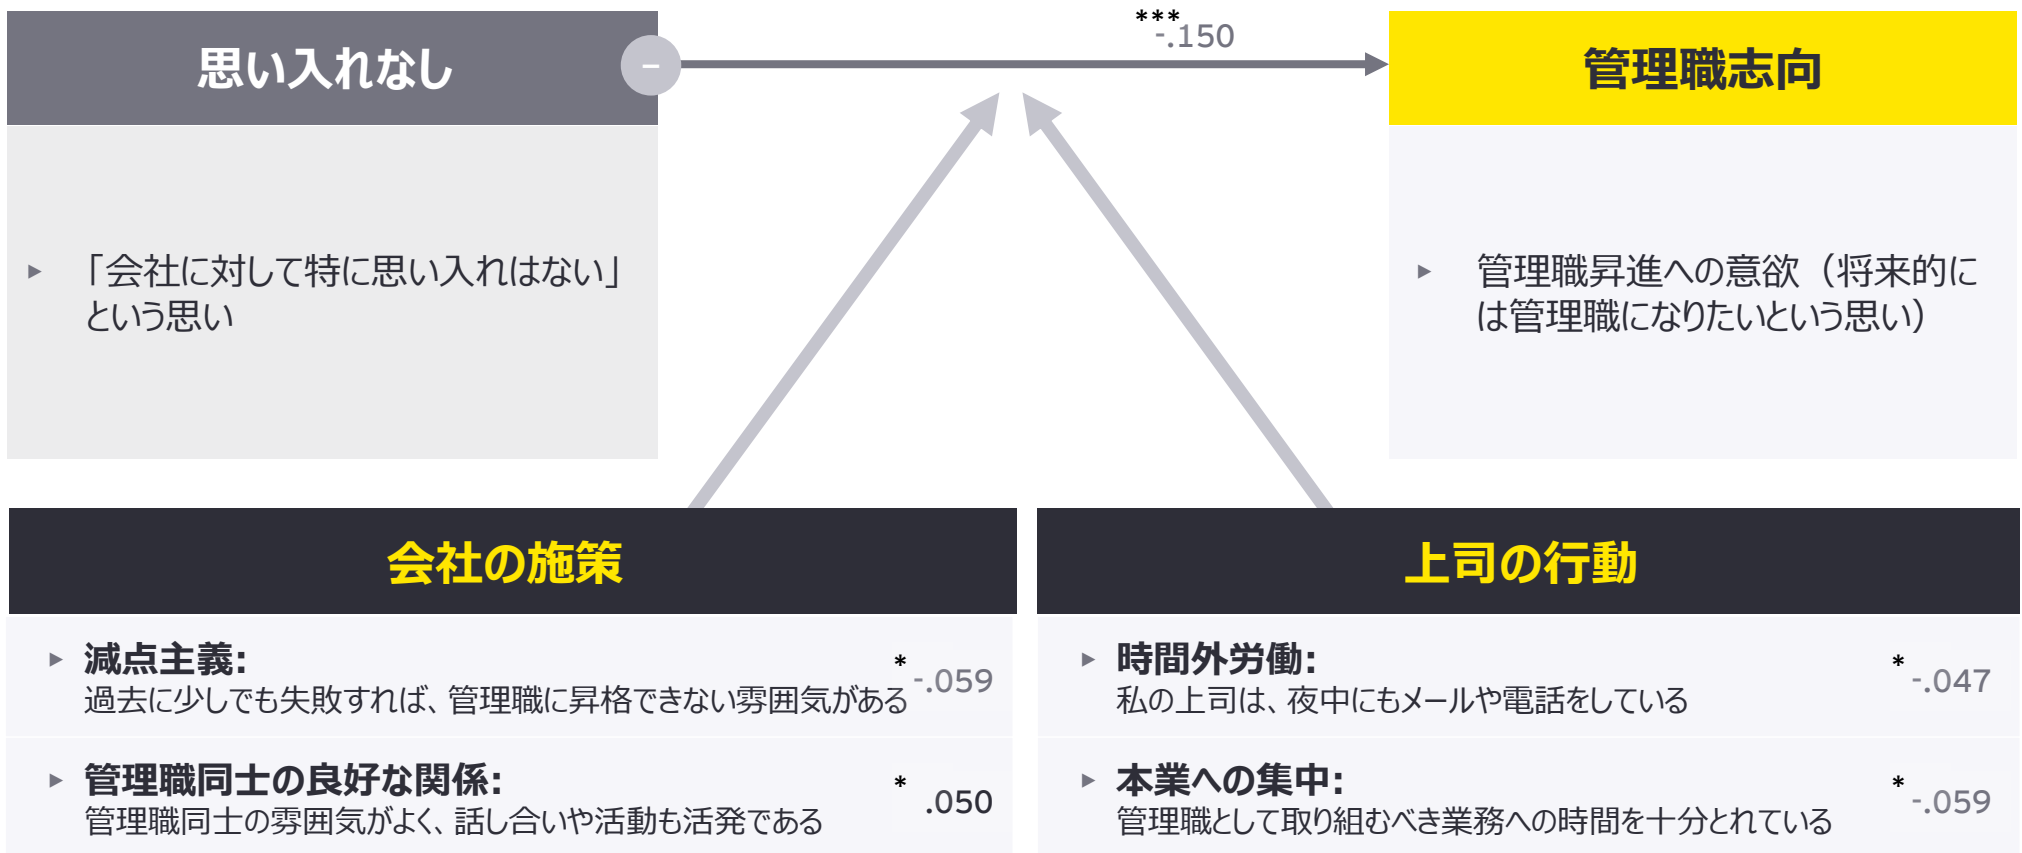 思い入れなし
–
***
-.150
管理職志向
▸ 「会社に対して特に思い入れはない」
という思い
▸ 管理職昇進への意欲（将来的に
は管理職になりたいという思い）
会社の施策
▸ 減点主義:
過去に少しでも失敗すれば、管理職に昇格できない雰囲気がある
*
-.059
▸ 管理職同士の良好な関係:
管理職同士の雰囲気がよく、話し合いや活動も活発である
*
.050
上司の行動
▸ 時間外労働:
私の上司は、夜中にもメールや電話をしている
*
-.047
▸ 本業への集中:
管理職として取り組むべき業務への時間を十分とれている
*
-.059